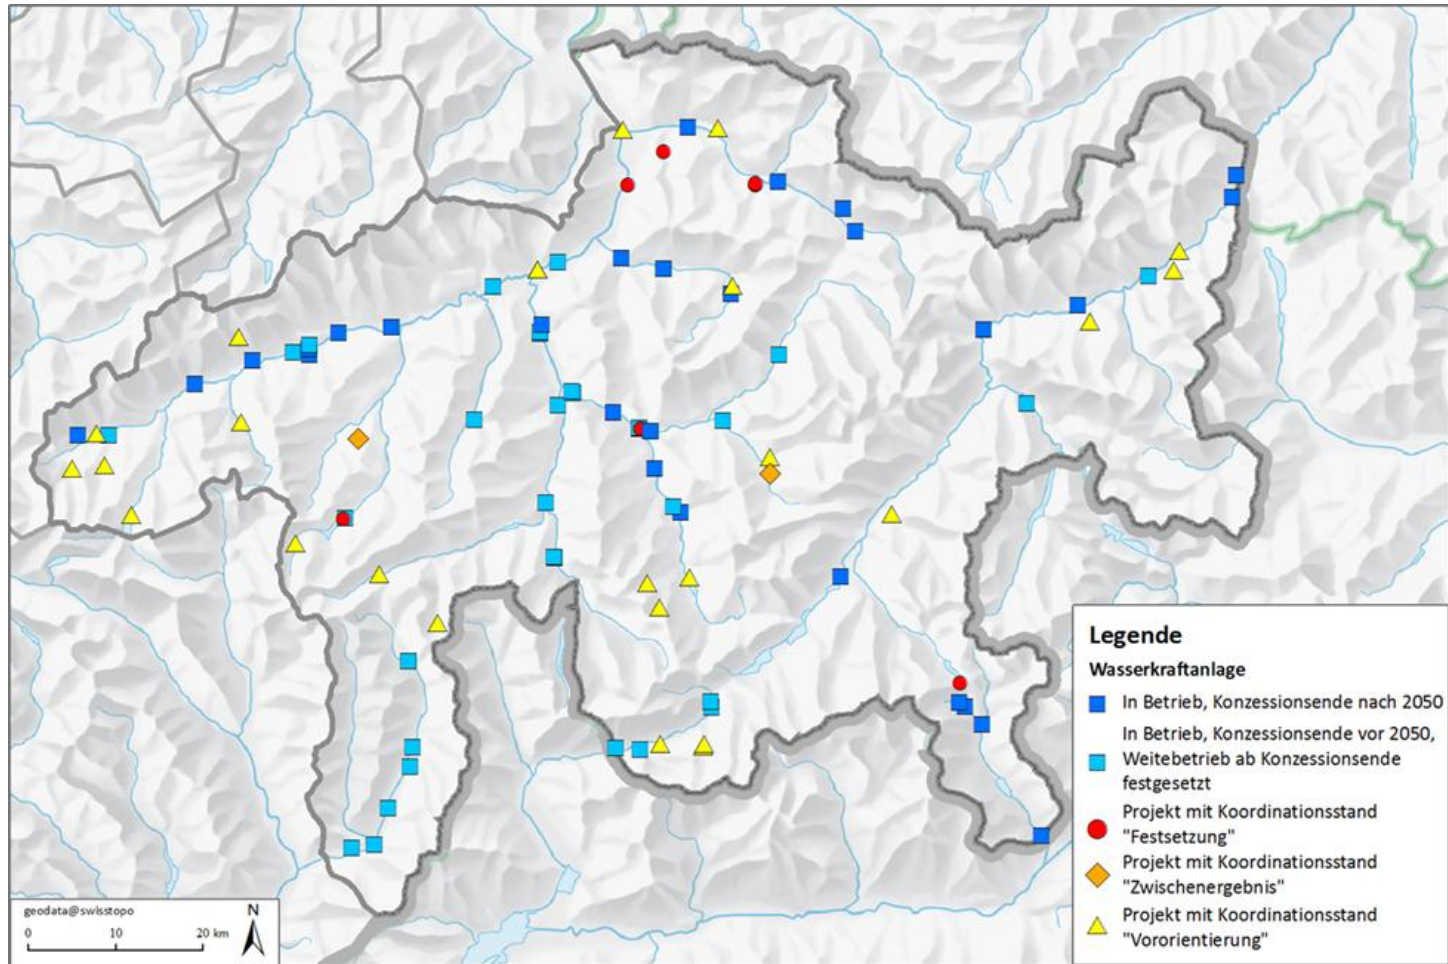 Legende
Wasserkraftanlage
In Betrieb, Konzessionsende nach 2050
In Betrieb, Konzessionsende vor 2050,
Weitebetrieb ab Konzessionsende
festgesetzt
Projekt mit Koordinationsstand
"Festsetzung"
Projekt mit Koordinationsstand
"Zwischenergebnis"
Projekt mit Koordinationsstand
"Vororientierung"
geodata@swisstopo
N
0 10 20 km